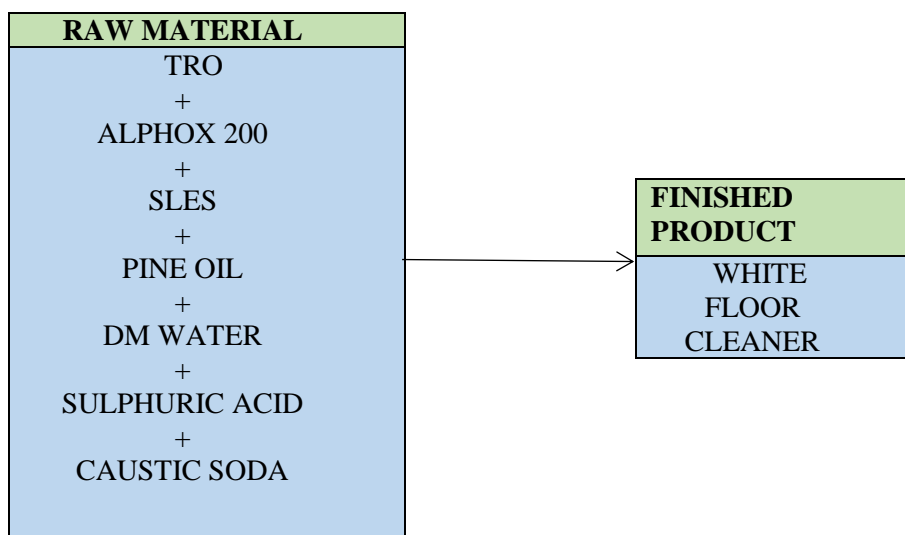 RAW MATERIAL
TRO
+
ALPHOX 200
+
SLES
+
PINE OIL
+
DM WATER
+
SULPHURIC ACID
+
CAUSTIC SODA
FINISHED
PRODUCT
WHITE
FLOOR
CLEANER